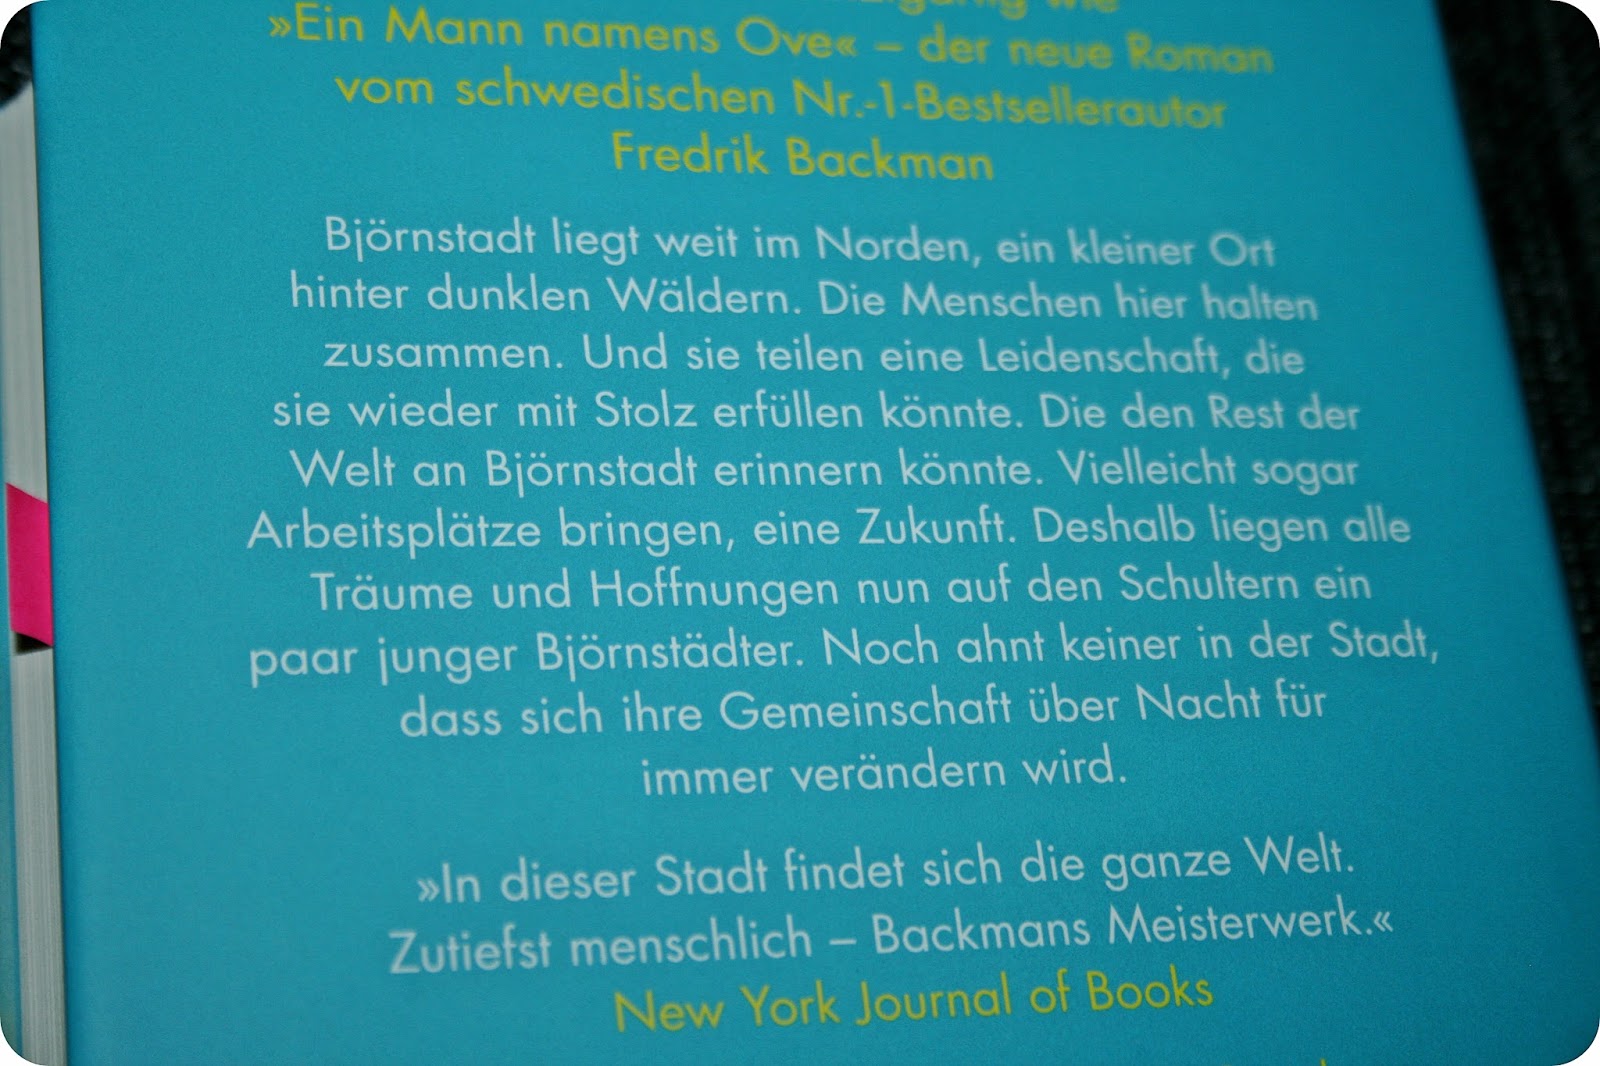 wie
»Ein Mann namens Ove« – der neue Roman
vom schwedischen Nr.-1-Bestsellerautor
Fredrik Backman
Björnstadt liegt weit im Norden, ein kleiner Ort
hinter dunklen Wäldern. Die Menschen hier halten
zusammen. Und sie teilen eine Leidenschaft, die
sie wieder mit Stolz erfüllen könnte. Die den Rest der
Welt an Björnstadt erinnern könnte. Vielleicht sogar
Arbeitsplätze bringen, eine Zukunft. Deshalb liegen alle
Träume und Hoffnungen nun auf den Schultern ein
paar junger Björnstädter. Noch ahnt keiner in der Stadt,
dass sich ihre Gemeinschaft über Nacht für
immer verändern wird.
»In dieser Stadt findet sich die ganze Welt.
Zutiefst menschlich – Backmans Meisterwerk.«
New York Journal of Books